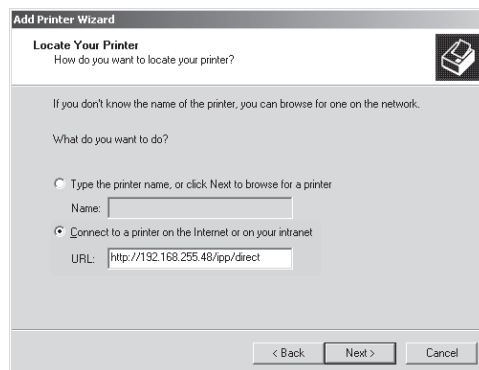 Add Printer Wizard
Locate Your Printer
How do you want to locate your printer?
If you don't know the name of the printer, you can browse for one on the network.
What do you want to do?
Type the printer name, or click Next to browse for a printer
Name:
Connect to a printer on the Internet or on your intranet
URL: http://192.168.255.48/ipp/direct
< Back Next > Cancel